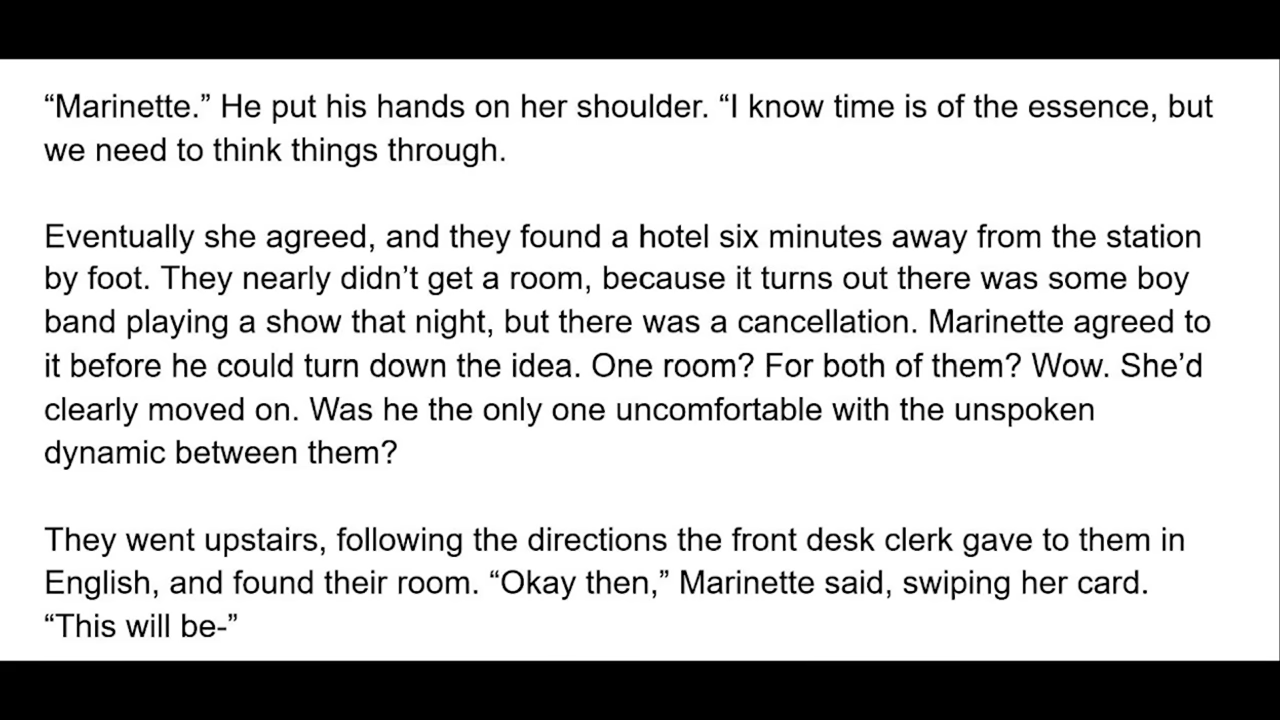 “Marinette.” He put his hands on her shoulder. “I know time is of the essence, but
we need to think things through.
Eventually she agreed, and they found a hotel six minutes away from the station
by foot. They nearly didn’t get a room, because it turns out there was some boy
band playing a show that night, but there was a cancellation. Marinette agreed to
it before he could turn down the idea. One room? For both of them? Wow. She’d
clearly moved on. Was he the only one uncomfortable with the unspoken
dynamic between them?
They went upstairs, following the directions the front desk clerk gave to them in
English, and found their room. “Okay then,” Marinette said, swiping her card.
“This will be-”